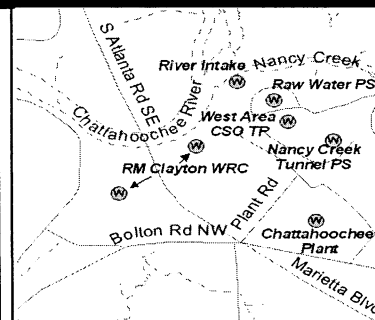 S Atlanta Rd SE
River Intake
Nancy Creek
Raw Water PS
Chattahoochee River
West Area
CSO TP
Nancy Creek
Tunnel PS
RM Clayton WRC
Plant Rd
Bolton Rd NW
Chattahoochee
Plant
Marietta Blvd
W
W
W
W
W
W
W